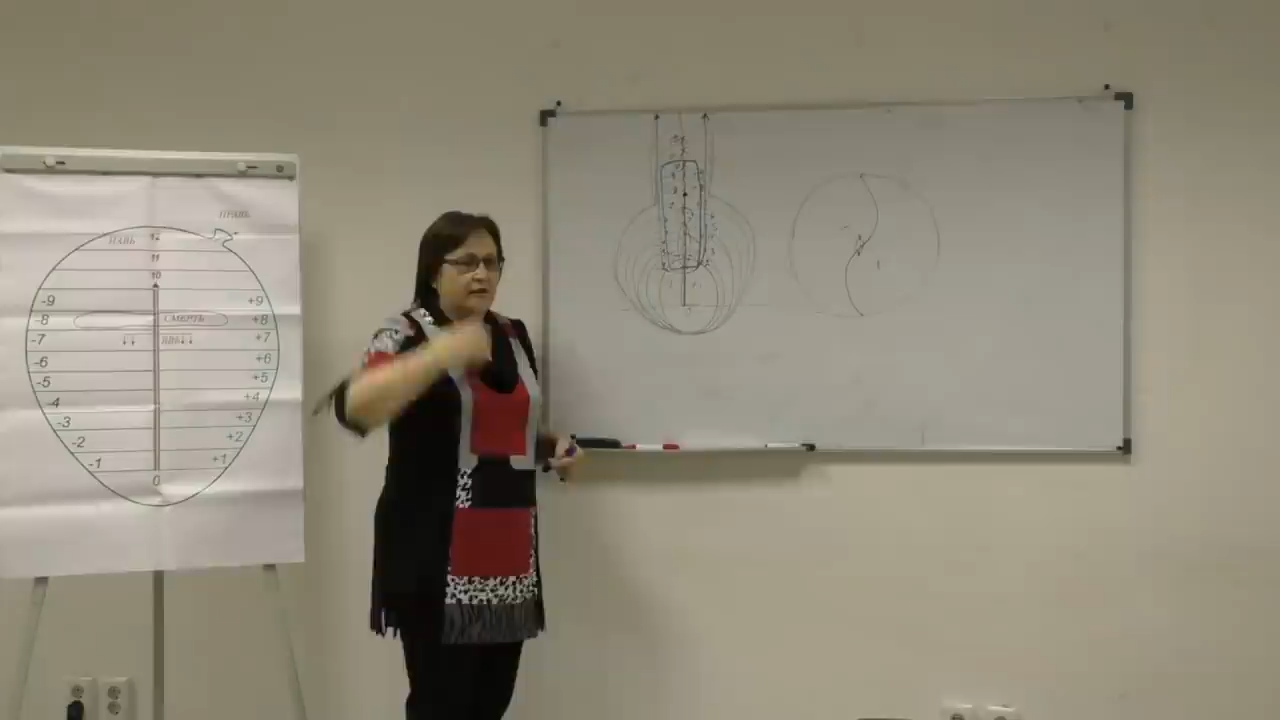 ПРАВЬ
НАВЬ 12
11
10
-9 +9
-8 СМЕРТЬ +8
-7 ↓↓ ЯВЬ↓↓ +7
-6 +6
-5 +5
-4 +4
-3 +3
-2 +2
-1 +1
0